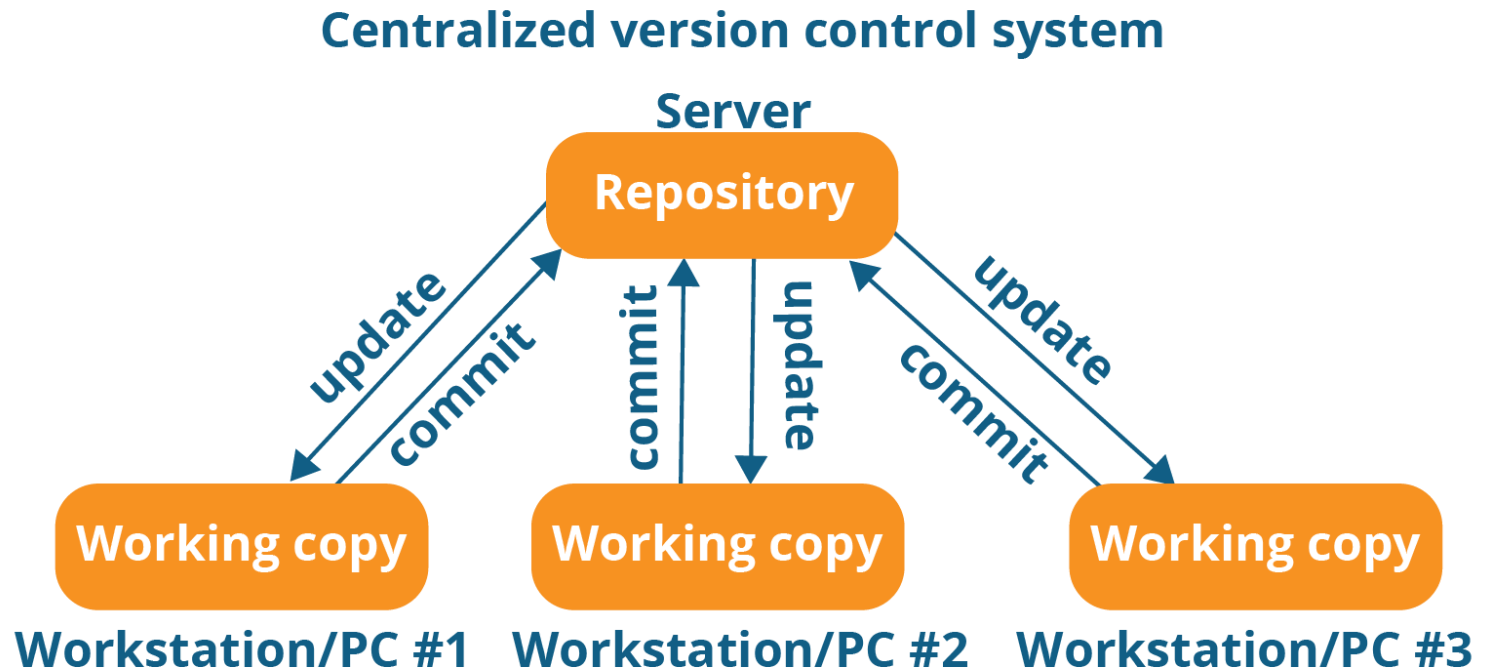 Centralized version control system
Server
Repository
update
commit
commit
update
update
commit
Working copy
Working copy
Working copy
Workstation/PC #1
Workstation/PC #2
Workstation/PC #3